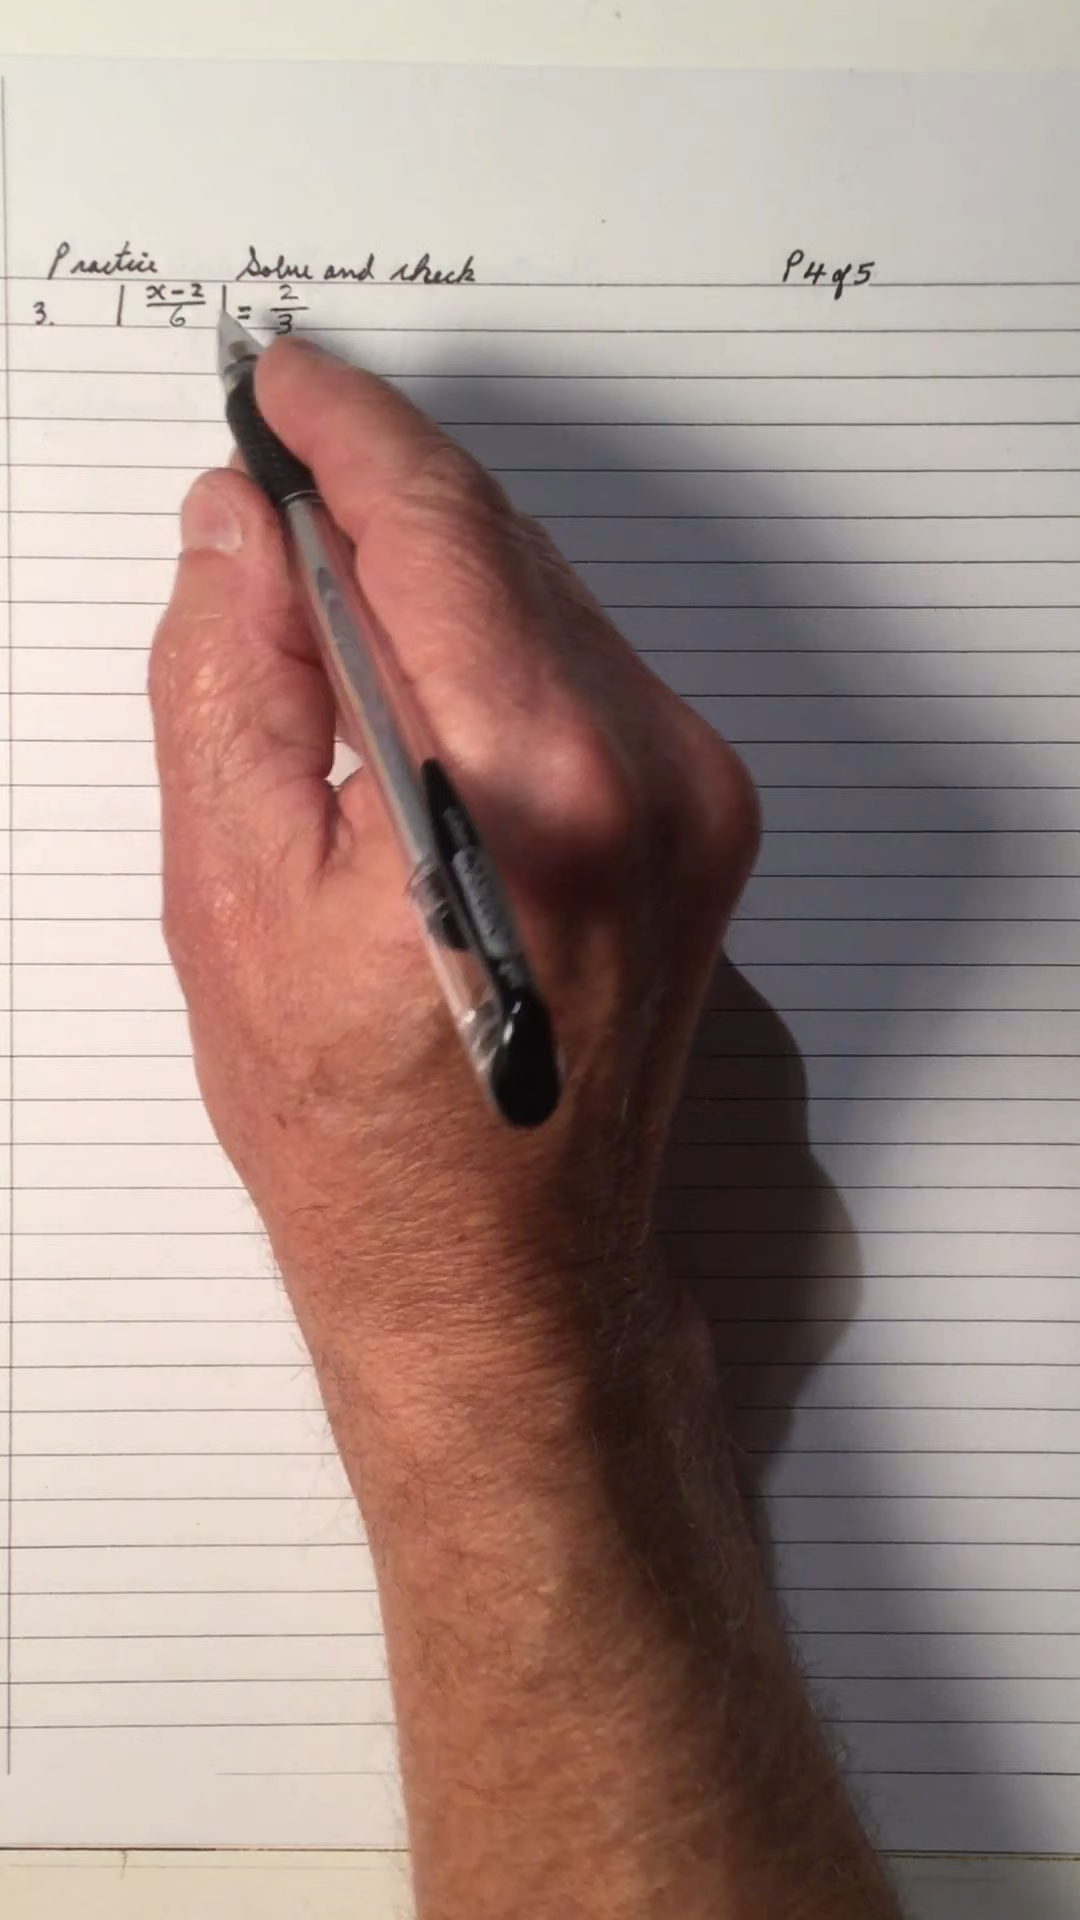 Practice Solve and check P4 of 5
3. | x-2/6 | = 2/3